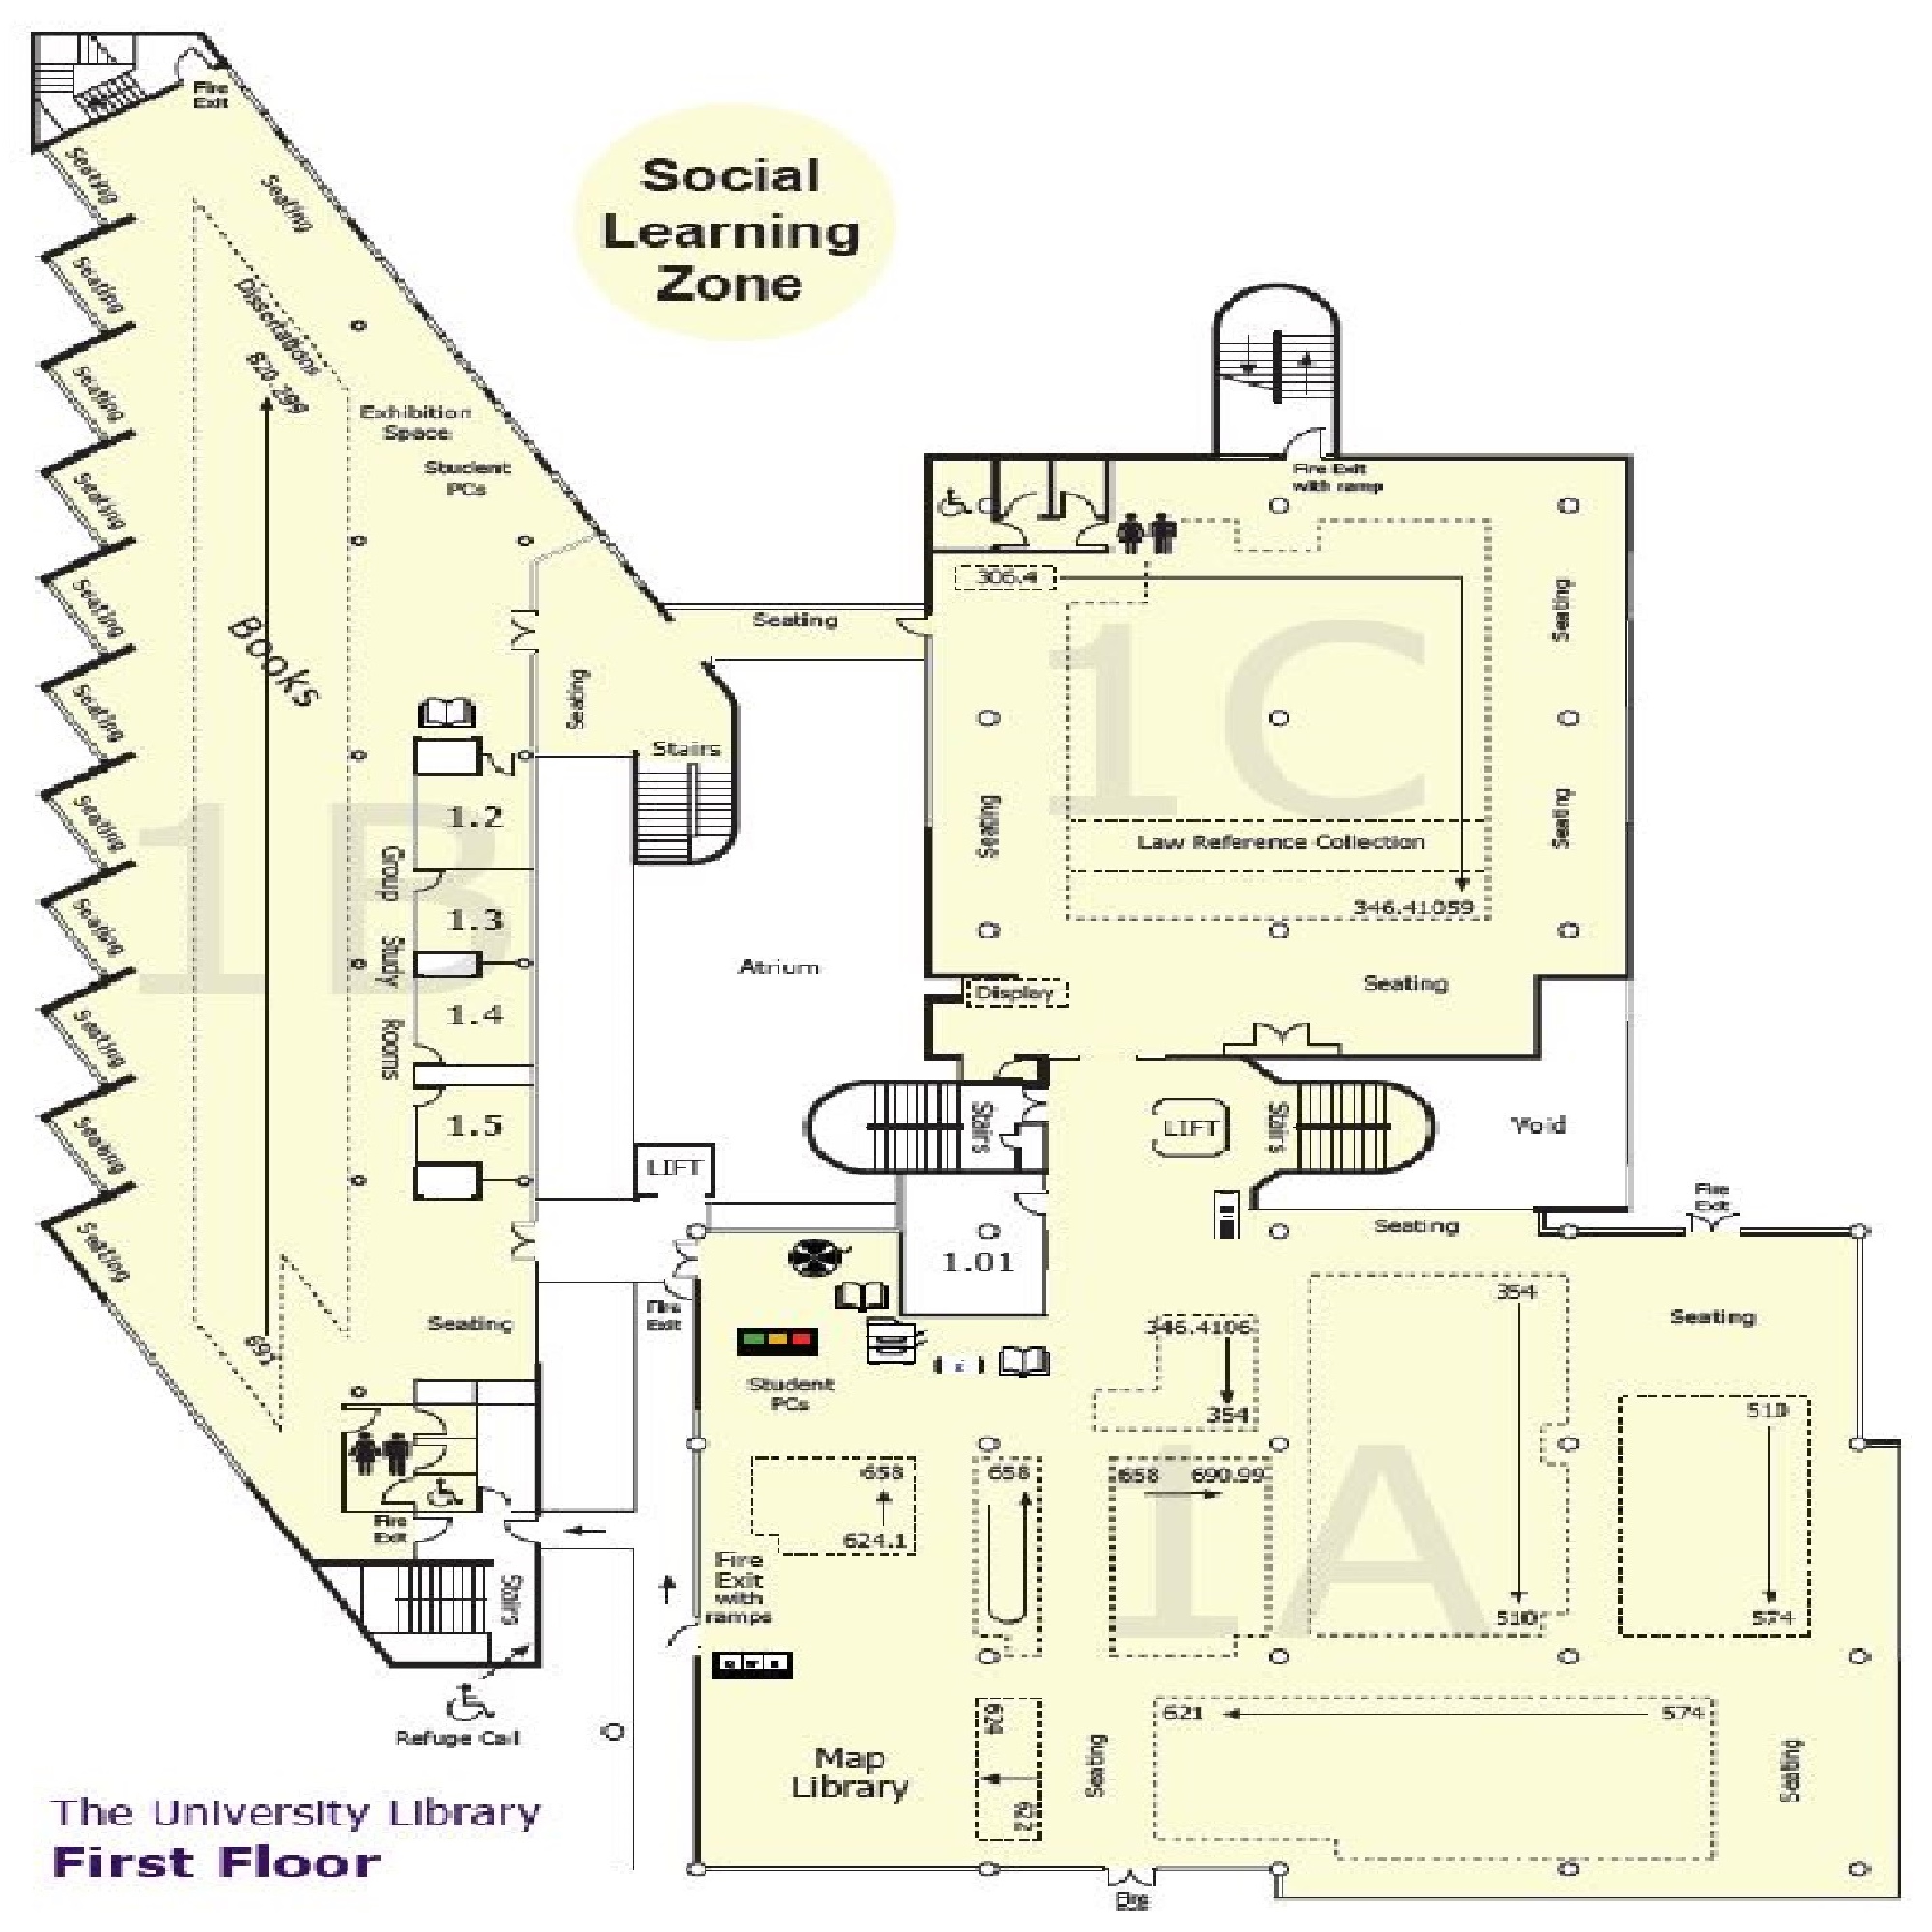 Fire
Exit
Social
Learning
Zone
Seating
Seating
Seating
Seating
Seating
Seating
Seating
Seating
Seating
Seating
Seating
Seating
Dissertations
820.299
Books
691
Exhibition
Space
Student
PCs
1B
Group Study Rooms
1.2
1.3
1.4
1.5
Seating
Fire
Exit
Stairs
Refuge Call
Seating
Seating
Stairs
Atrium
LIFT
Fire
Exit
Fire Exit
with ramp
306.4
1C
Seating
Seating
Seating
Law Reference Collection
346.41059
Seating
Display
Stairs
LIFT
Stairs
Void
Fire
Exit
1.01
Seating
Student
PCs
346.4106
354
354
510
Seating
510
574
1A
658
624.1
658
658 690.99
Fire
Exit
with
ramps
Map
Library
624
622
Seating
621
574
Seating
Fire
The University Library
First Floor